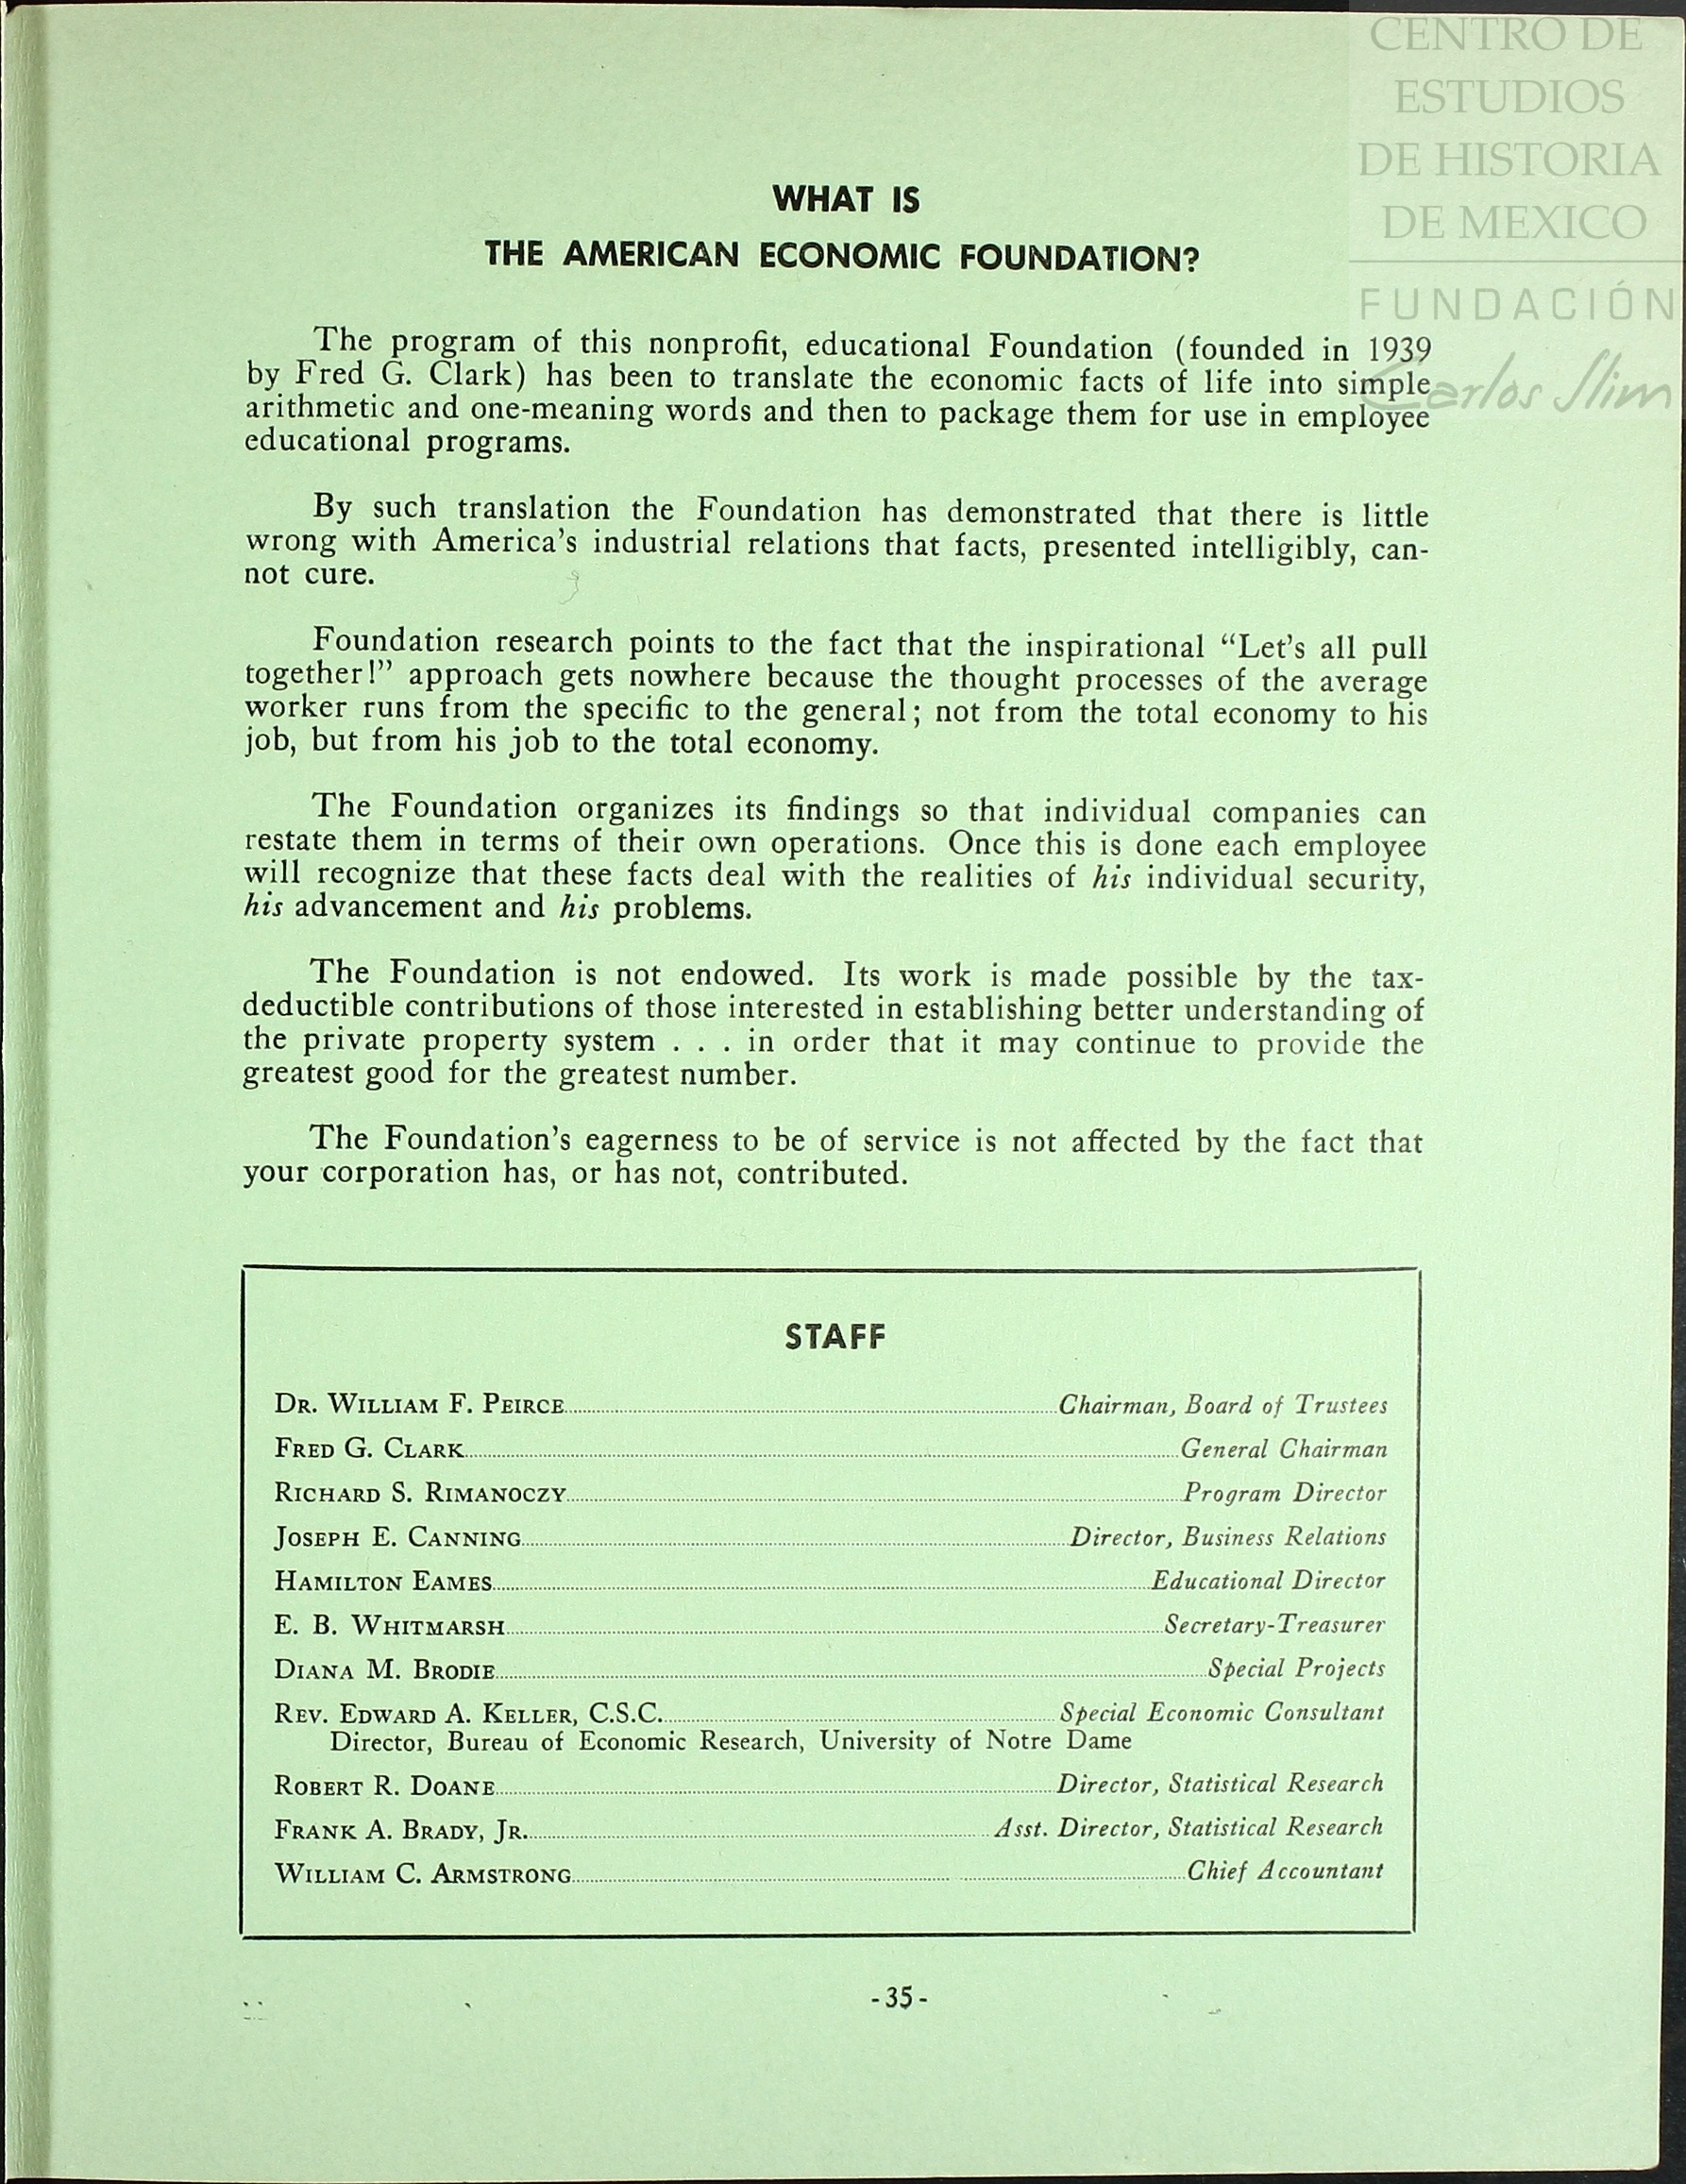 CENTRO DE
ESTUDIOS
DE HISTORIA
DE MEXICO
FUNDACIÓN
Carlos Slim
WHAT IS
THE AMERICAN ECONOMIC FOUNDATION?
The program of this nonprofit, educational Foundation (founded in 1939
by Fred G. Clark) has been to translate the economic facts of life into simple
arithmetic and one-meaning words and then to package them for use in employee
educational programs.
By such translation the Foundation has demonstrated that there is little
wrong with America's industrial relations that facts, presented intelligibly, can-
not cure.
Foundation research points to the fact that the inspirational “Let's all pull
together!” approach gets nowhere because the thought processes of the average
worker runs from the specific to the general; not from the total economy to his
job, but from his job to the total economy.
The Foundation organizes its findings so that individual companies can
restate them in terms of their own operations. Once this is done each employee
will recognize that these facts deal with the realities of his individual security,
his advancement and his problems.
The Foundation is not endowed. Its work is made possible by the tax-
deductible contributions of those interested in establishing better understanding of
the private property system . . . in order that it may continue to provide the
greatest good for the greatest number.
The Foundation's eagerness to be of service is not affected by the fact that
your corporation has, or has not, contributed.
STAFF
DR. WILLIAM F. PEIRCE Chairman, Board of Trustees
FRED G. CLARK General Chairman
RICHARD S. RIMANOCZY Program Director
JOSEPH E. CANNING Director, Business Relations
HAMILTON EAMES Educational Director
E. B. WHITMARSH Secretary-Treasurer
DIANA M. BRODIE Special Projects
REV. EDWARD A. KELLER, C.S.C. Special Economic Consultant
Director, Bureau of Economic Research, University of Notre Dame
ROBERT R. DOANE Director, Statistical Research
FRANK A. BRADY, JR. Asst. Director, Statistical Research
WILLIAM C. ARMSTRONG Chief Accountant
-35-